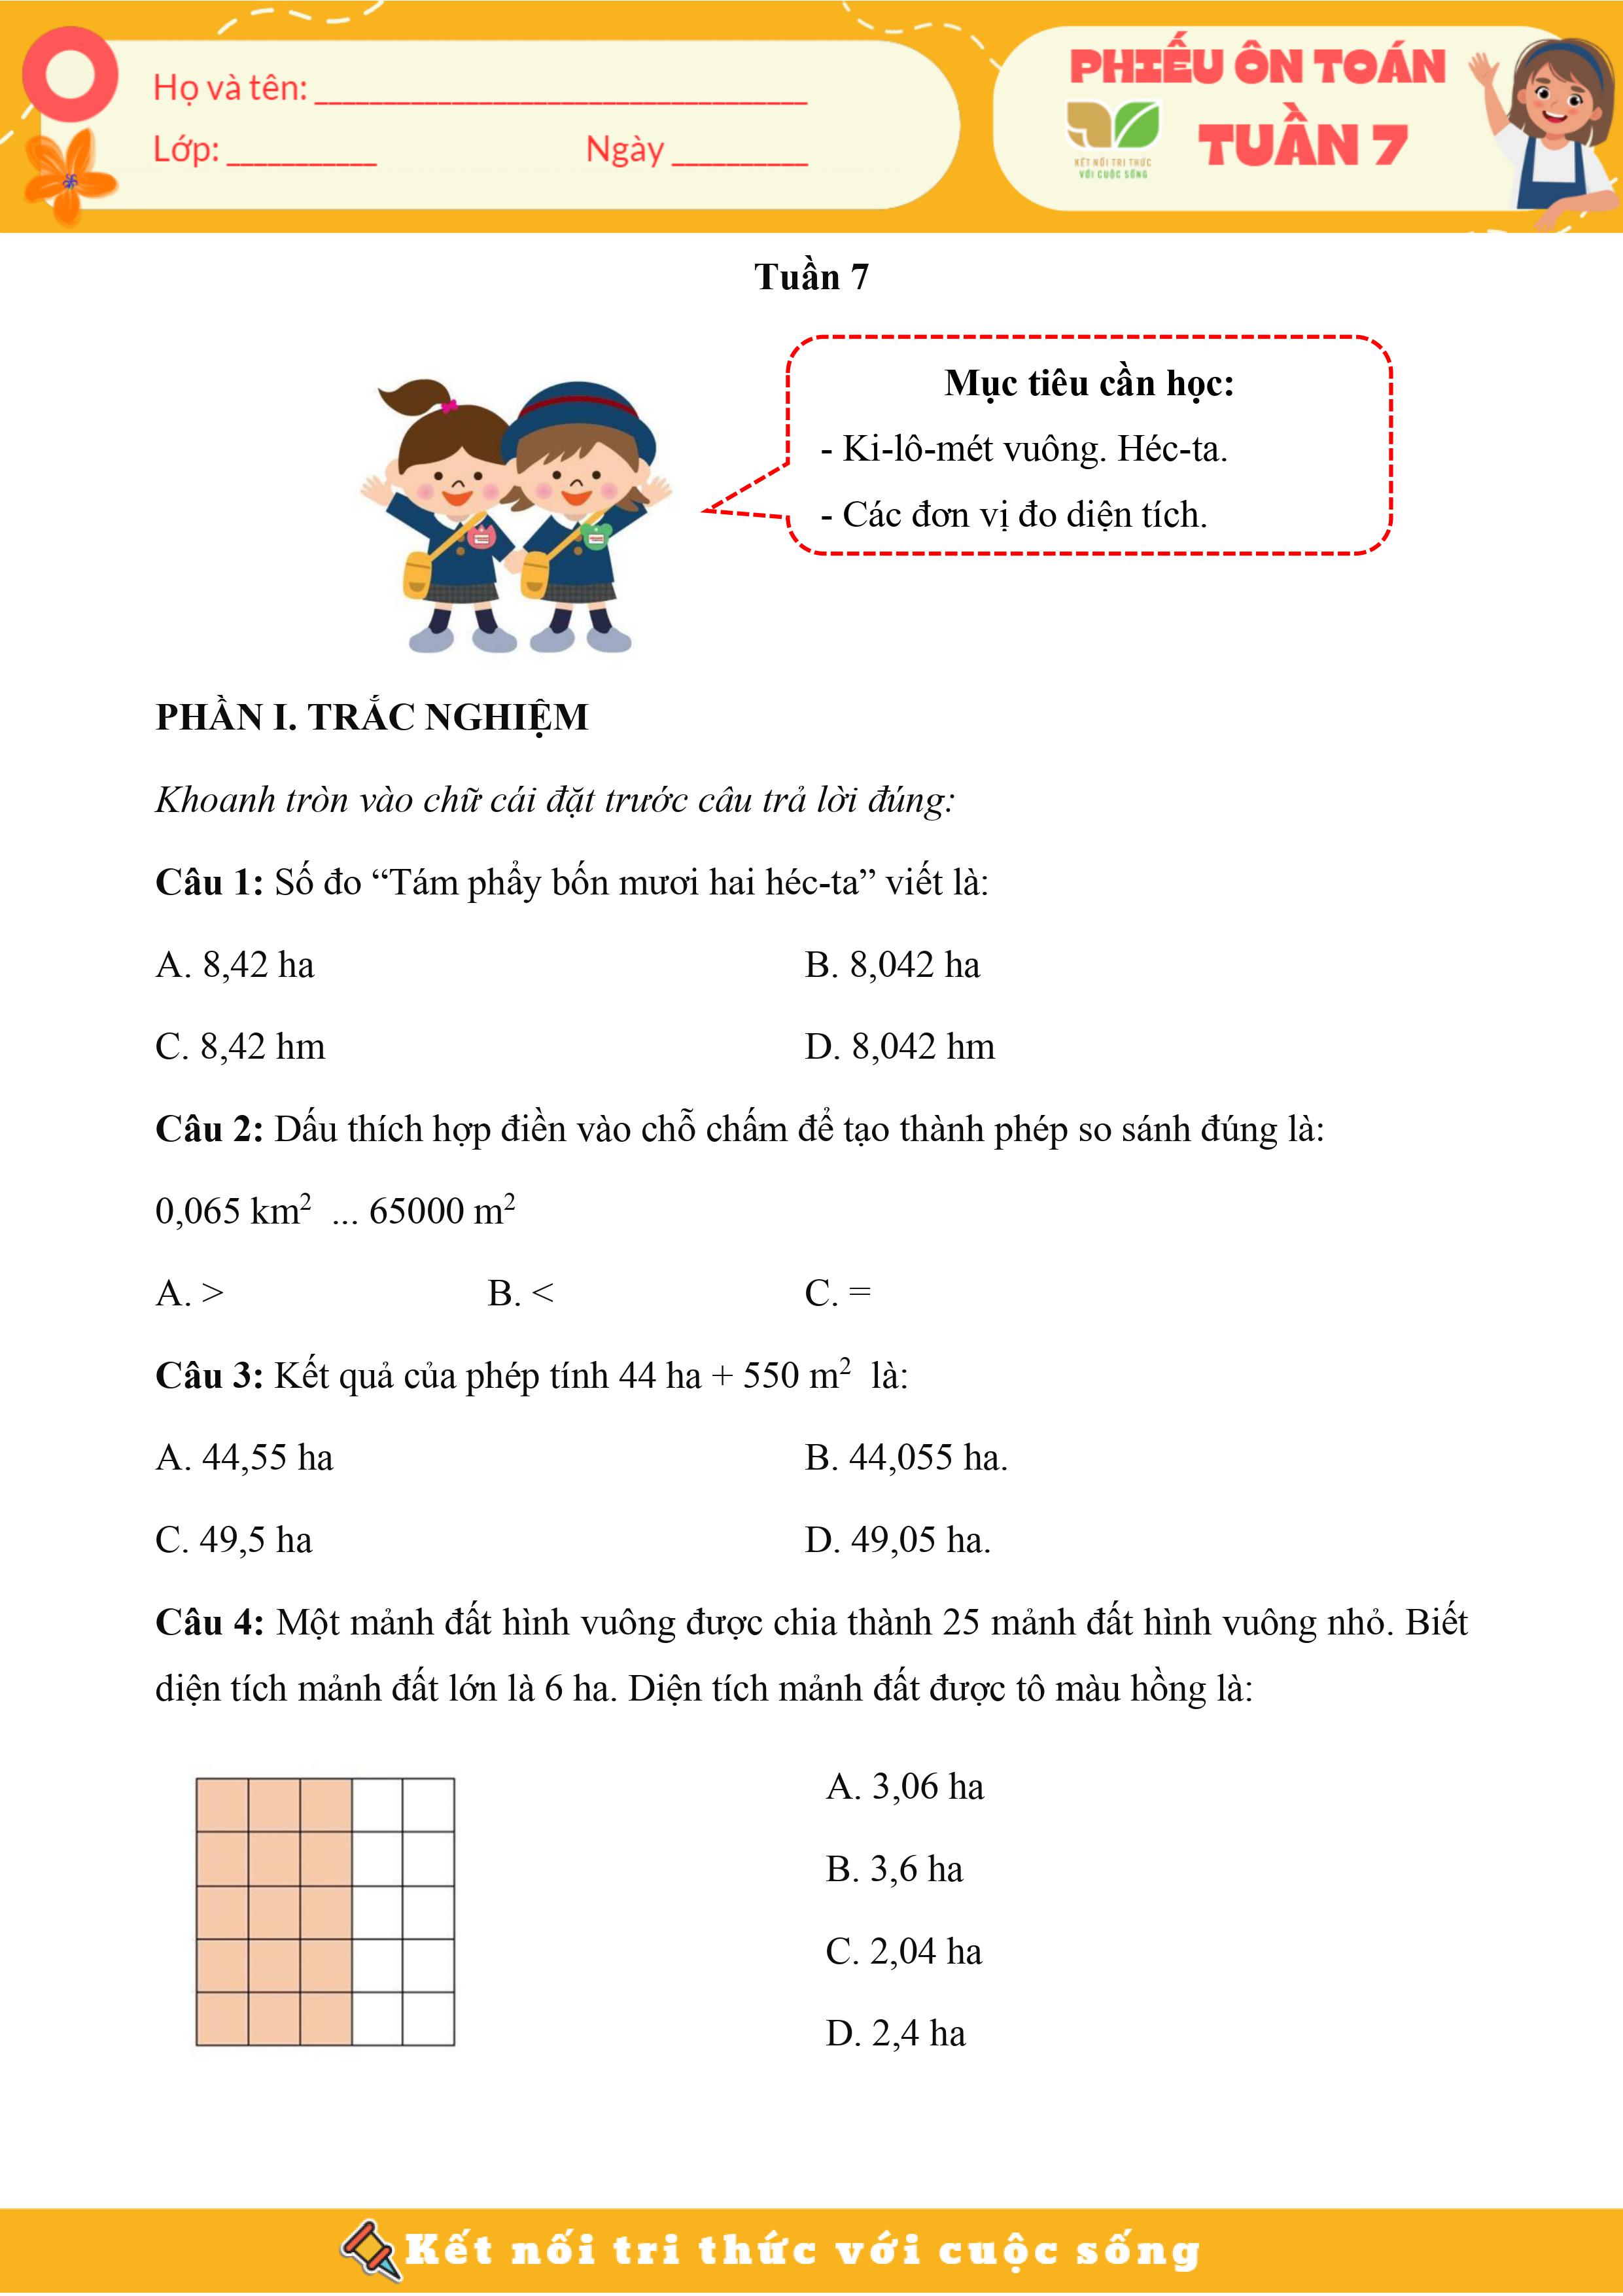 Họ và tên: ____________________________
PHIẾU ÔN TOÁN
Lớp: _________ Ngày ________
TUẦN 7
KẾT NỐI TRI THỨC
VỚI CUỘC SỐNG
Tuần 7
Mục tiêu cần học:
- Ki-lô-mét vuông. Héc-ta.
- Các đơn vị đo diện tích.
PHẦN I. TRẮC NGHIỆM
Khoanh tròn vào chữ cái đặt trước câu trả lời đúng:
Câu 1: Số đo “Tám phẩy bốn mươi hai héc-ta” viết là:
A. 8,42 ha B. 8,042 ha
C. 8,42 hm D. 8,042 hm
Câu 2: Dấu thích hợp điền vào chỗ chấm để tạo thành phép so sánh đúng là:
0,065 km² ... 65000 m²
A. > B. < C. =
Câu 3: Kết quả của phép tính 44 ha + 550 m² là:
A. 44,55 ha B. 44,055 ha.
C. 49,5 ha D. 49,05 ha.
Câu 4: Một mảnh đất hình vuông được chia thành 25 mảnh đất hình vuông nhỏ. Biết
diện tích mảnh đất lớn là 6 ha. Diện tích mảnh đất được tô màu hồng là:
A. 3,06 ha
B. 3,6 ha
C. 2,04 ha
D. 2,4 ha
Kết nối tri thức với cuộc sống